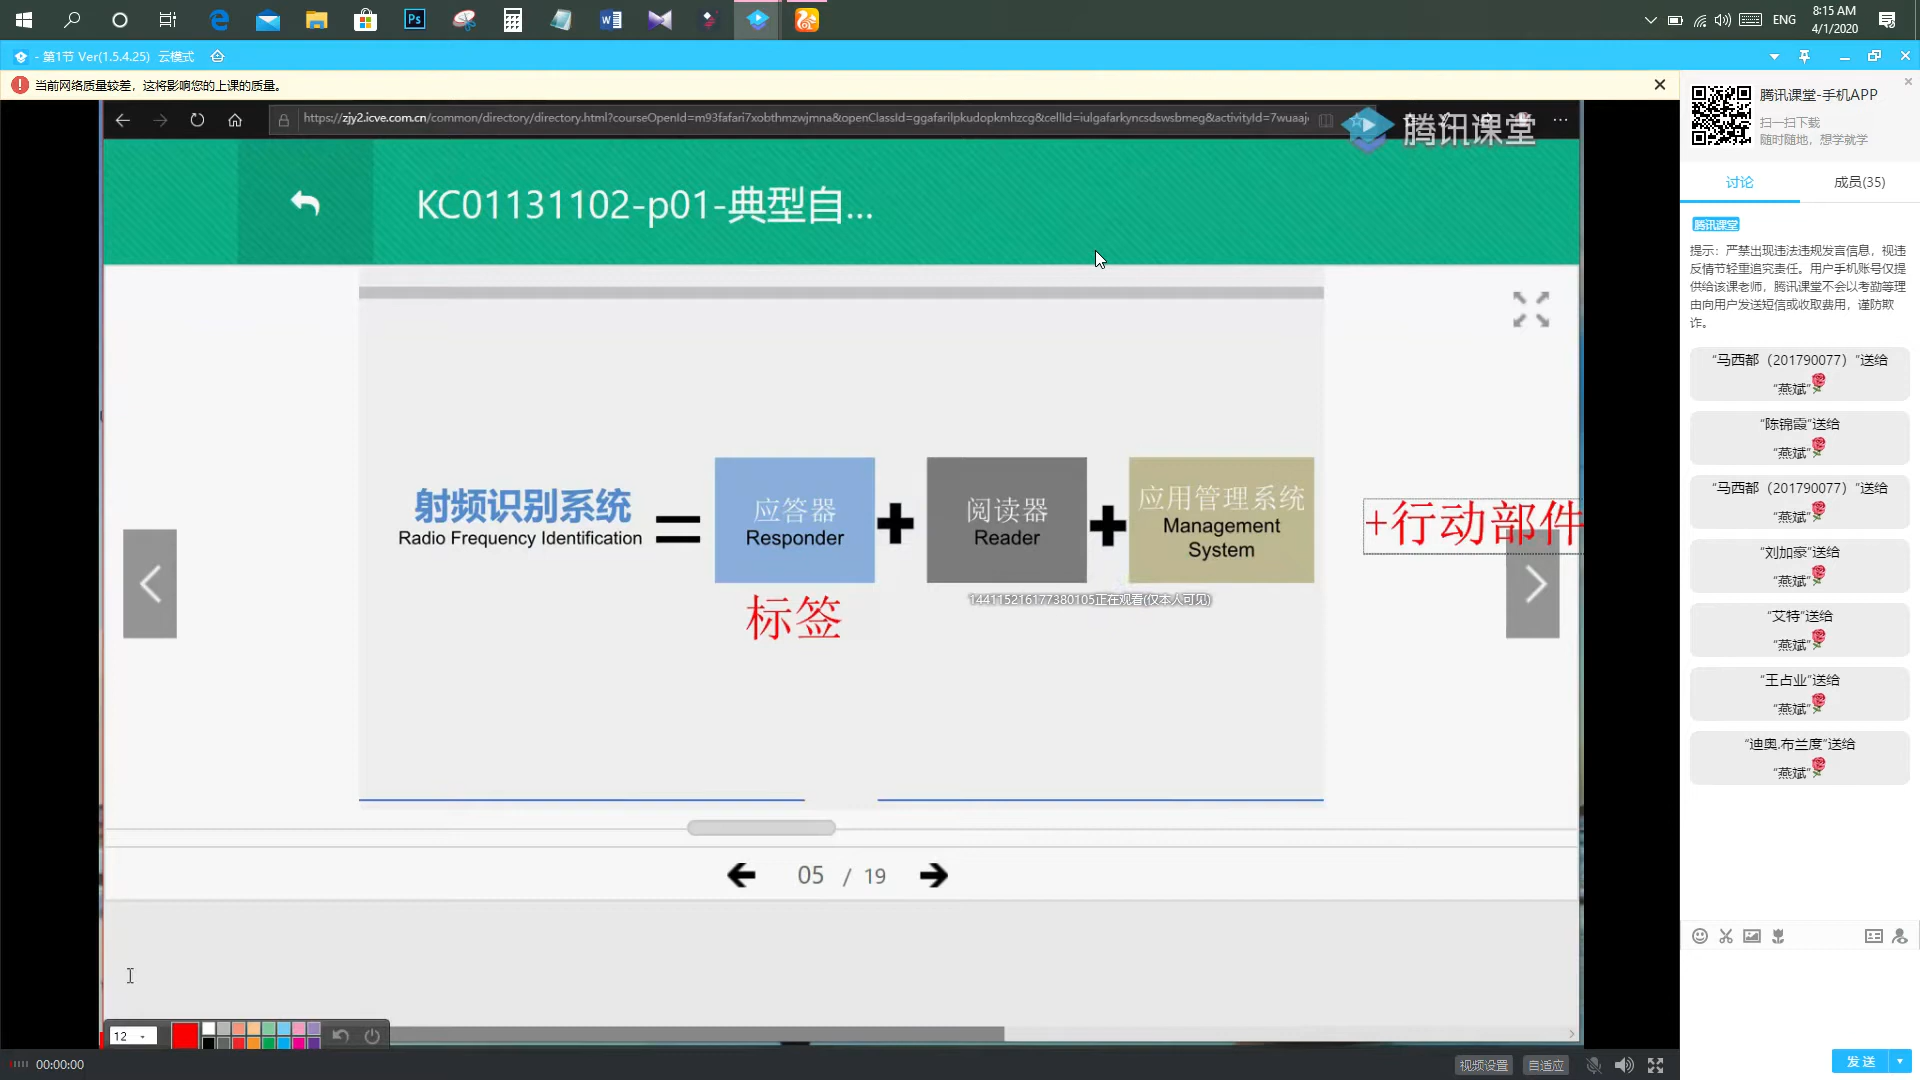 8:15 AM
ENG
4/1/2020
- 第1节 Ver(1.5.4.25) 云模式
当前网络质量较差，这将影响您的上课的质量。
https://zjy2.icve.com.cn/common/directory/directory.html?courseOpenId=m93fafari7xobthmzwjmna&openClassId=ggafarilpkudopkmhzcg&cellId=iulgafarkyncsdswsbmeg&activityId=7wuaaj
腾讯课堂
KC01131102-p01-典型自...
射频识别系统
Radio Frequency Identification
=
应答器
Responder
+
阅读器
Reader
+
应用管理系统
Management
System
+行动部件
标签
144115216177380105正在观看(仅本人可见)
05 / 19
12
00:00:00
视频设置
自适应
腾讯课堂-手机APP
扫一扫下载
随时随地，想学就学
讨论
成员(35)
腾讯课堂
提示：严禁出现违法违规发言信息，视违
反情节轻重追究责任。用户手机账号仅提
供给该课老师，腾讯课堂不会以考勤等理
由向用户发送短信或收取费用，谨防欺
诈。
“马西都（201790077）”送给
“燕斌”
“陈锦霞”送给
“燕斌”
“马西都（201790077）”送给
“燕斌”
“刘加豪”送给
“燕斌”
“艾特”送给
“燕斌”
“王占业”送给
“燕斌”
“迪奥.布兰度”送给
“燕斌”
发送